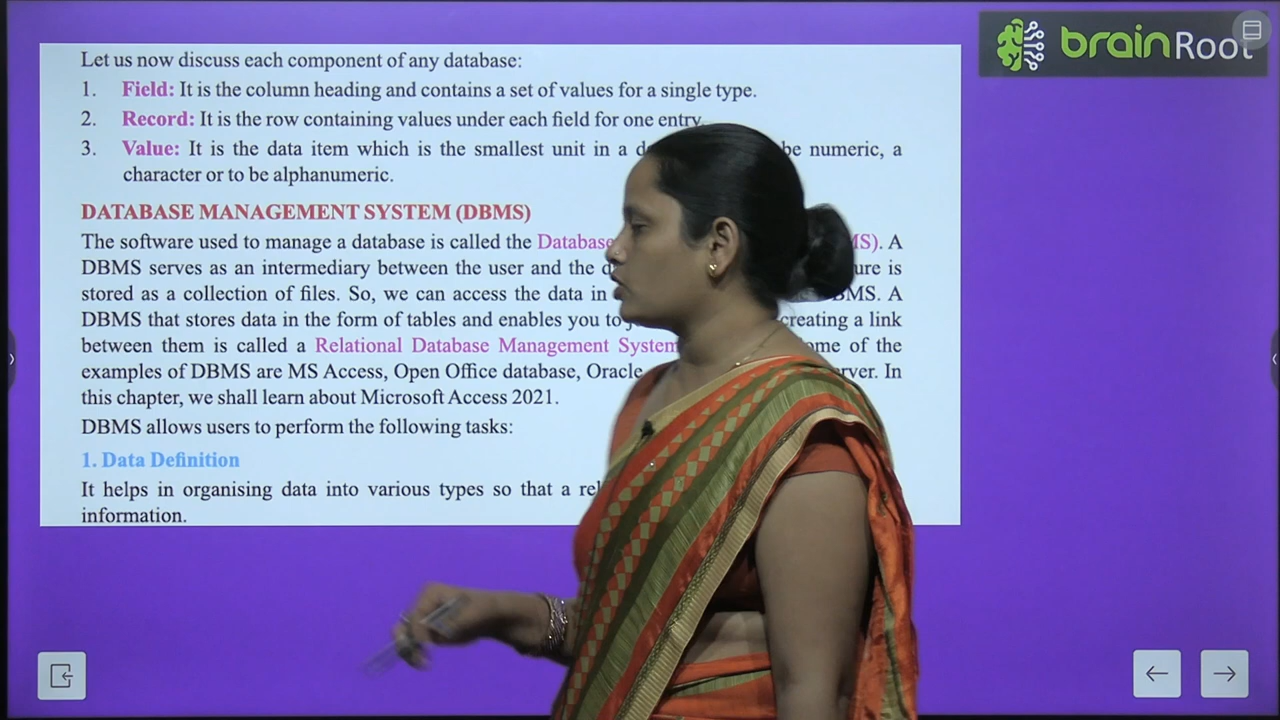 Let us now discuss each component of any database:
1. Field: It is the column heading and contains a set of values for a single type.
2. Record: It is the row containing values under each field for one entry.
3. Value: It is the data item which is the smallest unit in a be numeric, a
character or to be alphanumeric.
DATABASE MANAGEMENT SYSTEM (DBMS)
The software used to manage a database is called the Database A
DBMS serves as an intermediary between the user and the is
stored as a collection of files. So, we can access the data in DBMS. A
DBMS that stores data in the form of tables and enables you to creating a link
between them is called a Relational Database Management System some of the
examples of DBMS are MS Access, Open Office database, Oracle In
this chapter, we shall learn about Microsoft Access 2021.
DBMS allows users to perform the following tasks:
1. Data Definition
It helps in organising data into various types so that a
information.
brainRoot